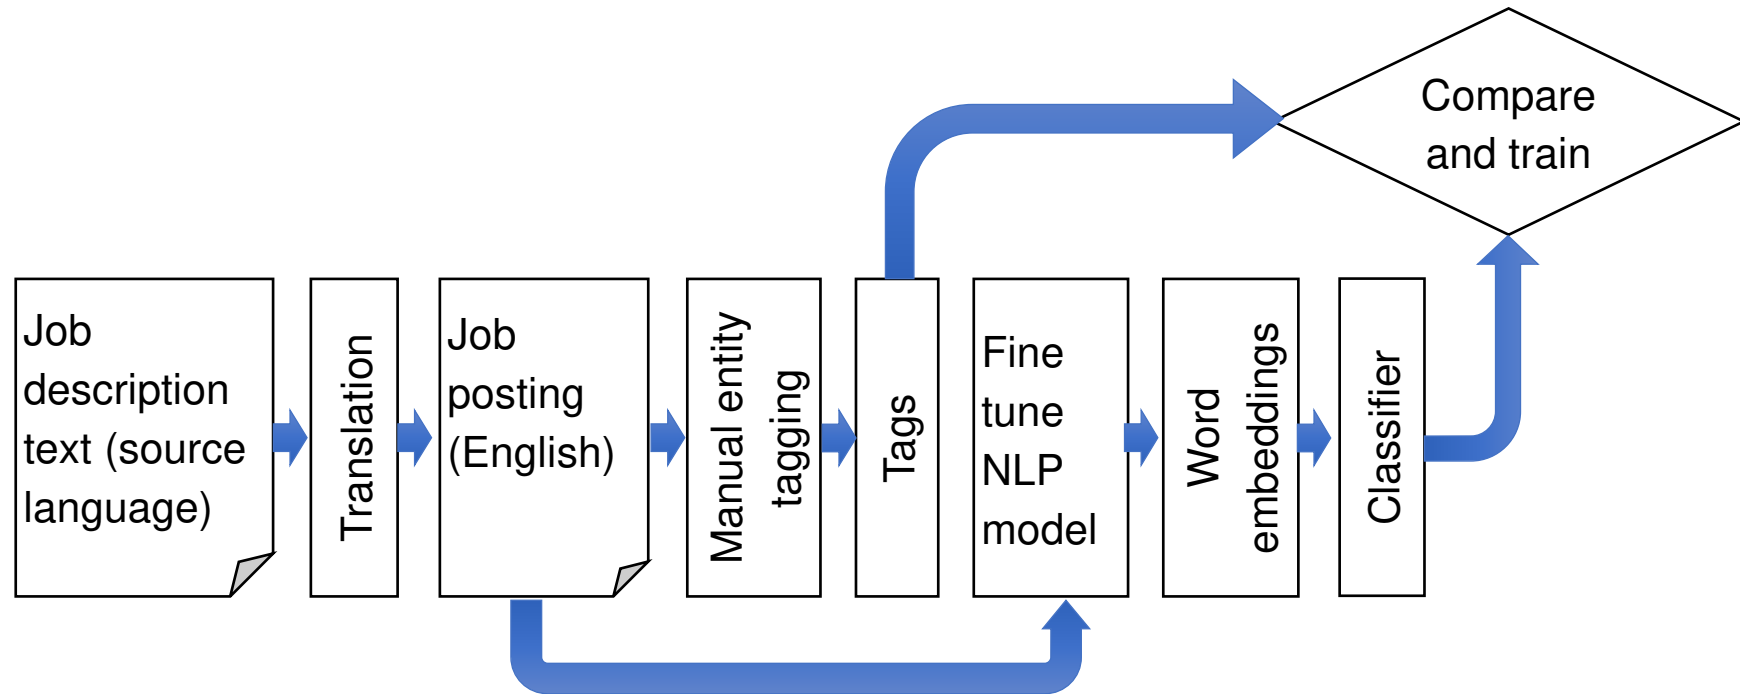 Compare
and train
Job
description
text (source
language)
Translation
Job
posting
(English)
Manual entity
tagging
Tags
Fine
tune
NLP
model
Word
embeddings
Classifier